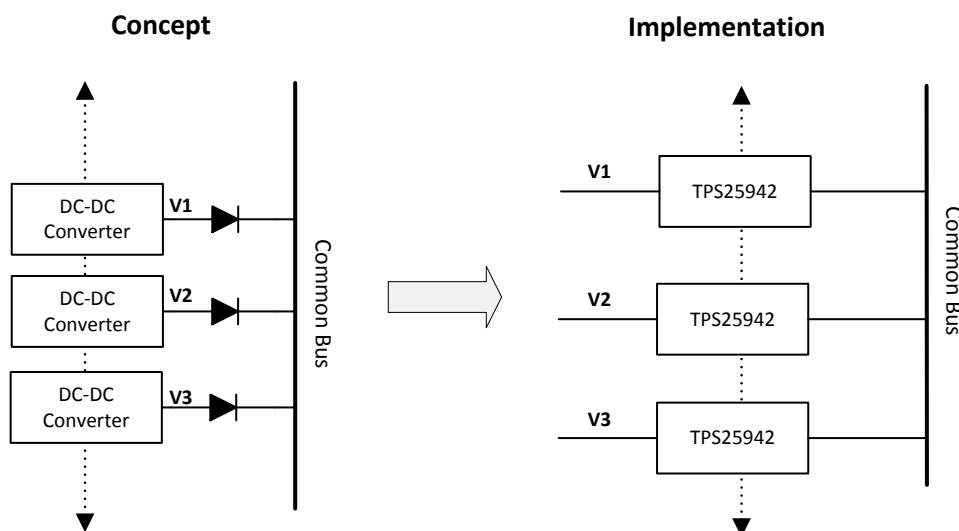 Concept
DC-DC
Converter
V1
DC-DC
Converter
V2
DC-DC
Converter
V3
Common Bus
Implementation
V1
TPS25942
V2
TPS25942
V3
TPS25942
Common Bus